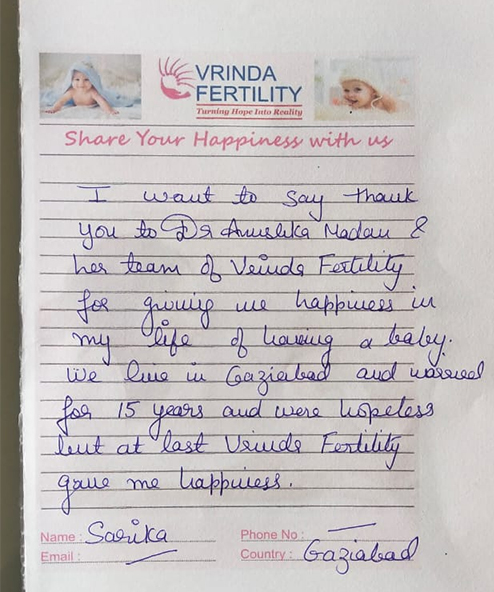 VRINDA
FERTILITY
Turning Hope Into Reality
Share Your Happiness with us
I want to say thank
you to Dr Anushka Madan &
her team of Vrinda Fertility
for giving me happiness in
my life of having a baby.
We live in Gaziabad and married
for 15 years and were hopeless
but at last Vrinda Fertility
gave me happiness.
Name : Sarika
Phone No : —
Email : —
Country : Gaziabad